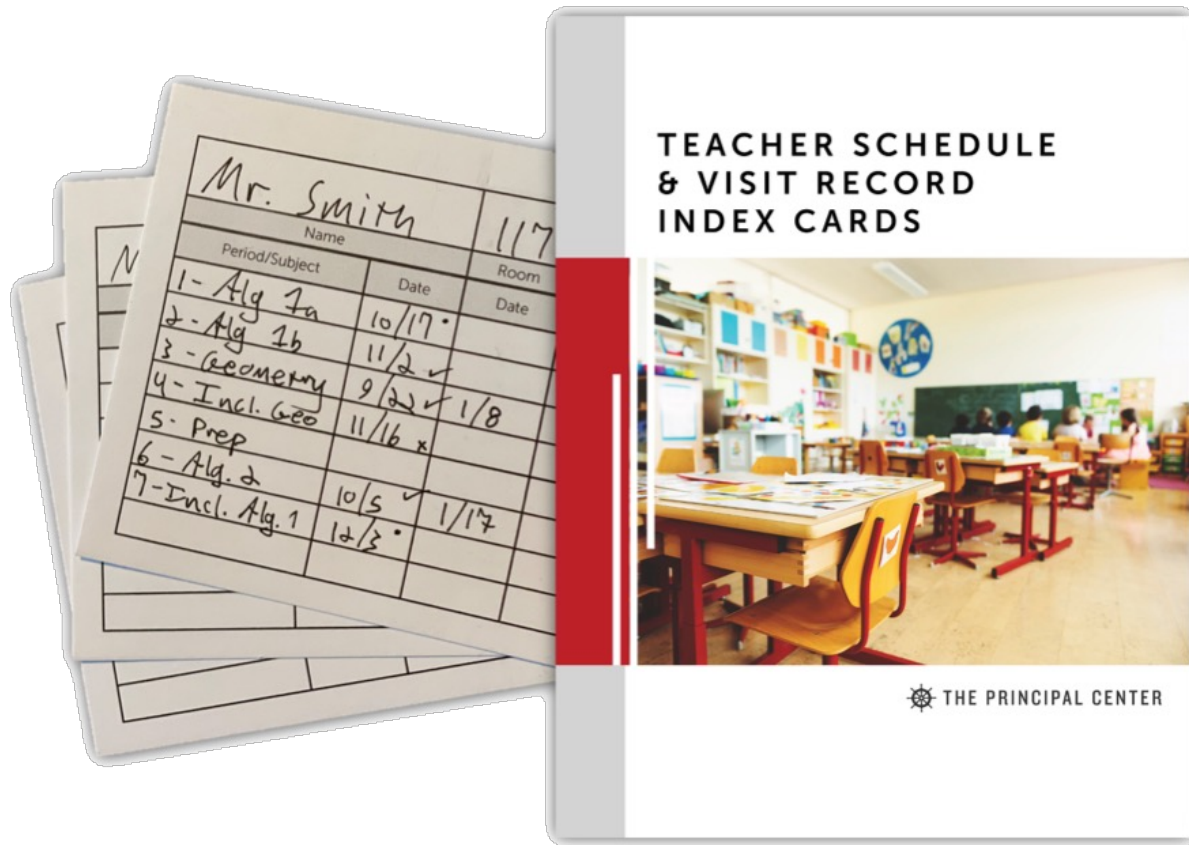 Mr. Smith 117
Name Room
Period/Subject Date Date
1 - Alg 1a 10/17 •
2 - Alg 1b 11/2 ✓
3 - Geometry 9/22 ✓ 1/8
4 - Incl. Geo 11/16 x
5 - Prep
6 - Alg. 2 10/5 ✓ 1/17
7 - Incl. Alg. 1 12/3 •
TEACHER SCHEDULE
& VISIT RECORD
INDEX CARDS
THE PRINCIPAL CENTER